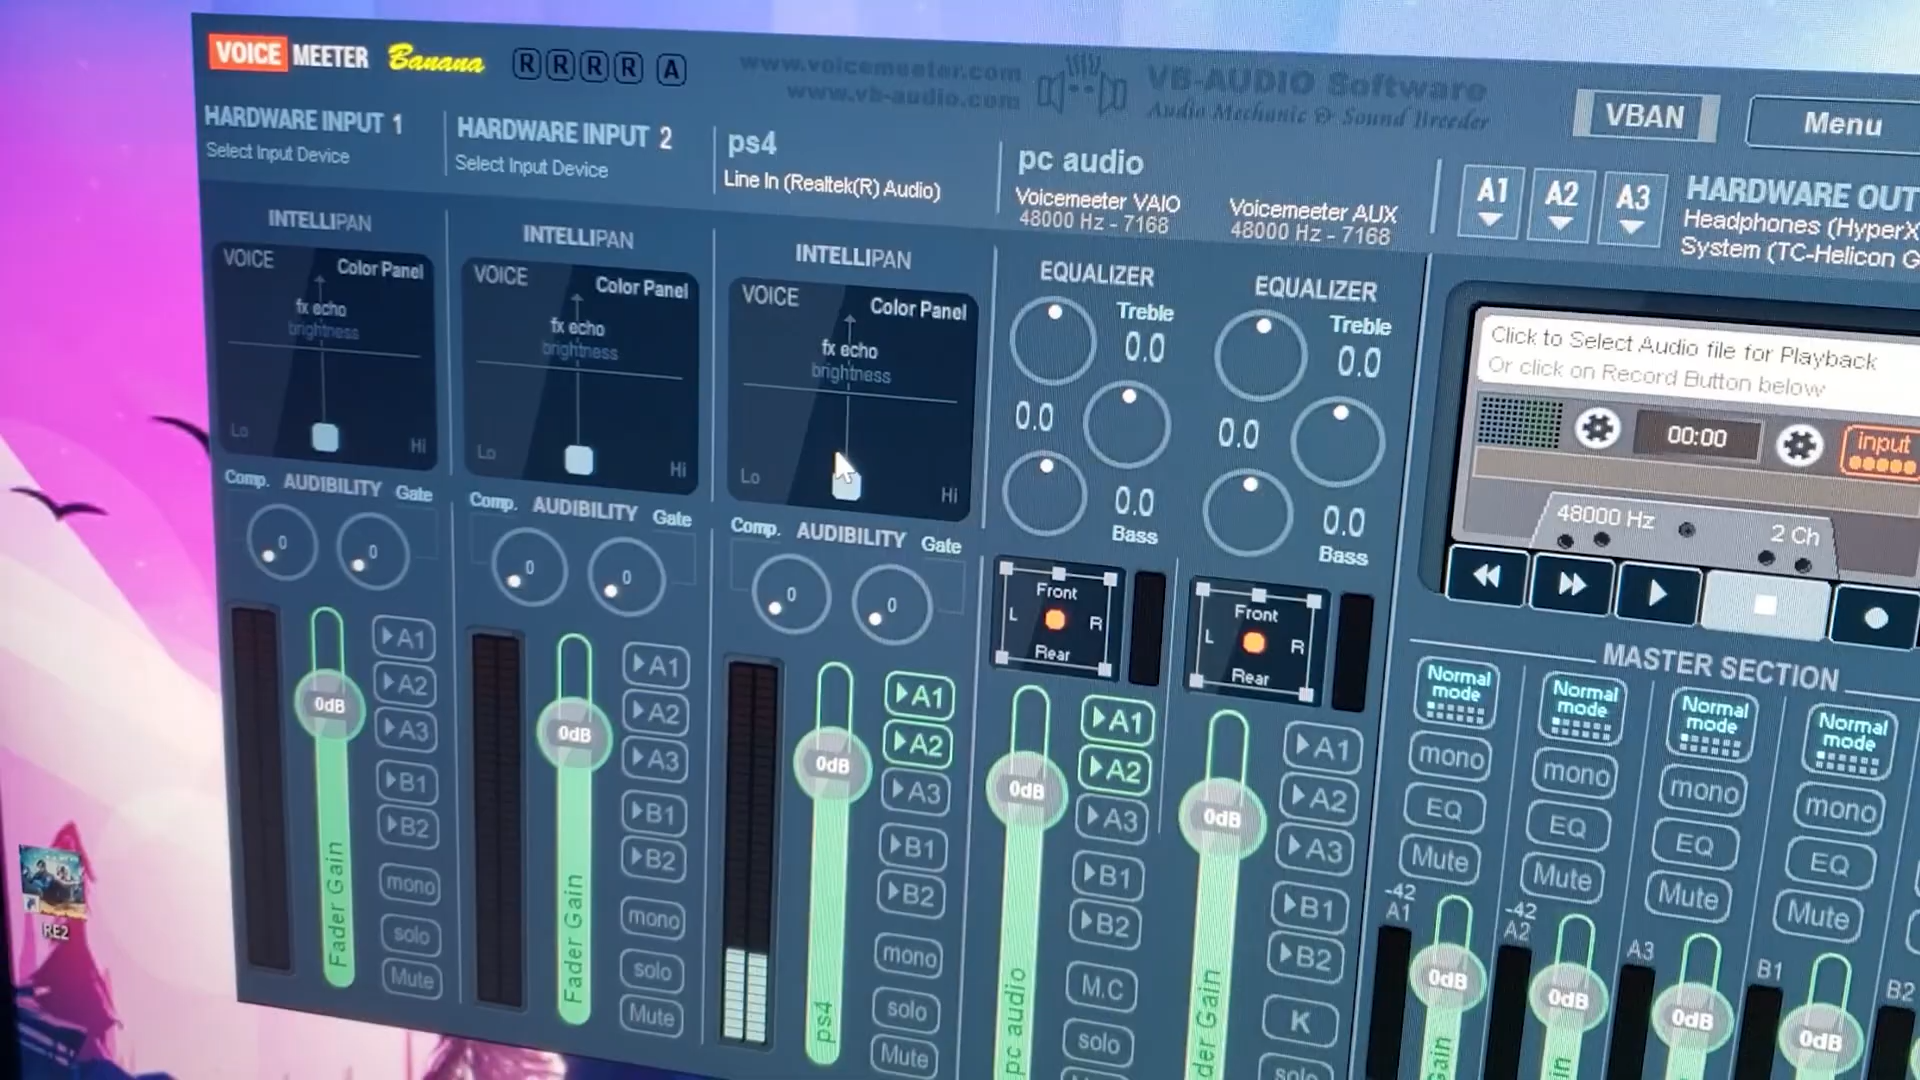 VOICE MEETER Banana R R R R A
www.voicemeeter.com
www.vb-audio.com
VB-AUDIO Software
Audio Mechanic & Sound Breeder
VBAN
Menu
HARDWARE INPUT 1
Select Input Device
HARDWARE INPUT 2
Select Input Device
ps4
Line In (Realtek(R) Audio)
pc audio
Voicemeeter VAIO
48000 Hz - 7168
Voicemeeter AUX
48000 Hz - 7168
A1 A2 A3
HARDWARE OUT
Headphones (HyperX
System (TC-Helicon G
INTELLIPAN
VOICE
Color Panel
fx echo
brightness
Lo
Hi
Comp. AUDIBILITY Gate
0 0
0dB
Fader Gain
A1
A2
A3
B1
B2
mono
solo
Mute
INTELLIPAN
VOICE
Color Panel
fx echo
brightness
Lo
Hi
Comp. AUDIBILITY Gate
0 0
0dB
Fader Gain
A1
A2
A3
B1
B2
mono
solo
Mute
INTELLIPAN
VOICE
Color Panel
fx echo
brightness
Lo
Hi
Comp. AUDIBILITY Gate
0 0
0dB
ps4
A1
A2
A3
B1
B2
mono
solo
Mute
EQUALIZER
Treble
0.0
0.0
0.0
Bass
Front
L R
Rear
0dB
pc audio
A1
A2
A3
B1
B2
M.C
solo
EQUALIZER
Treble
0.0
0.0
0.0
Bass
Front
L R
Rear
0dB
der Gain
A1
A2
A3
B1
B2
K
solo
Click to Select Audio file for Playback
Or click on Record Button below
00:00
input
48000 Hz
2 Ch
MASTER SECTION
Normal
mode
mono
EQ
Mute
-42
A1
0dB
Gain
Normal
mode
mono
EQ
Mute
-42
A2
0dB
in
Normal
mode
mono
EQ
Mute
A3
0dB
Normal
mode
mono
EQ
Mute
B1
0dB
B2
RE2